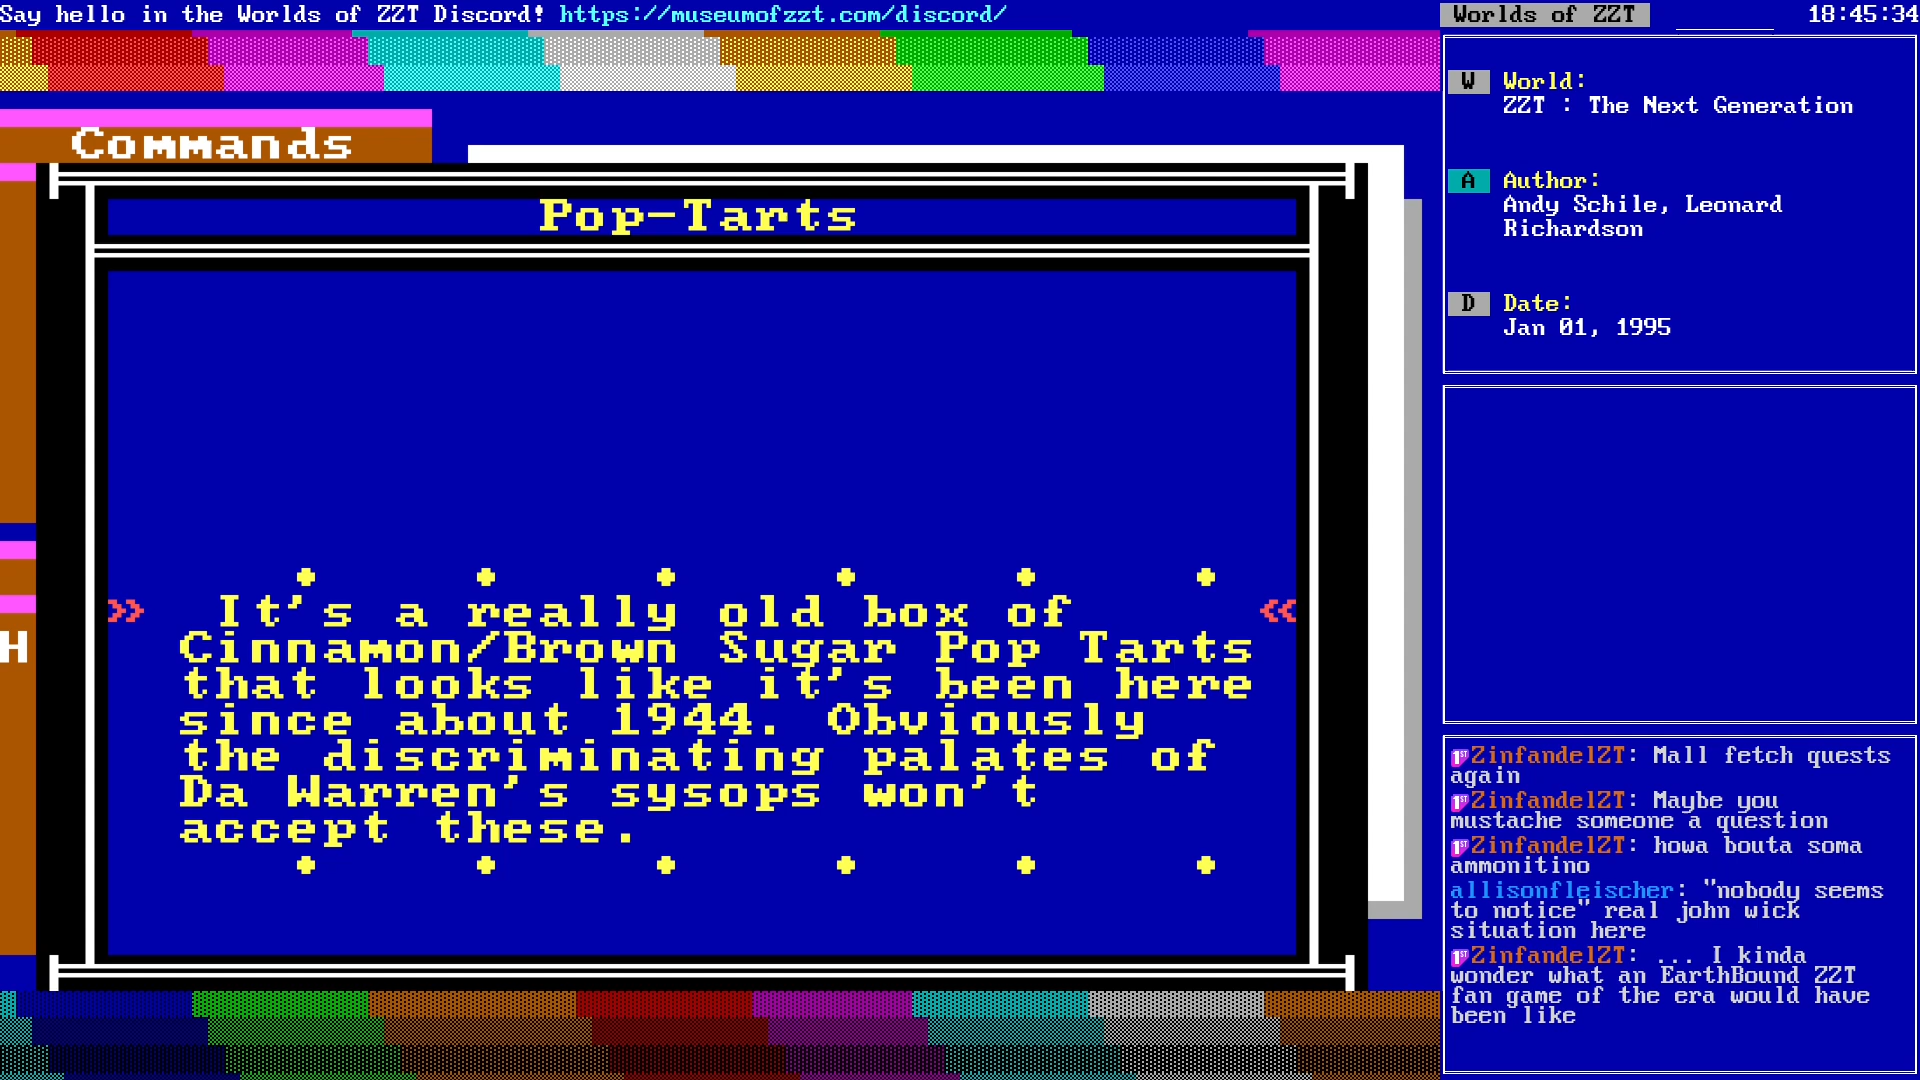 Say hello in the Worlds of ZZT Discord! https://museumofzzt.com/discord/
Worlds of ZZT
18:45:34
W World:
ZZT : The Next Generation
A Author:
Andy Schile, Leonard
Richardson
D Date:
Jan 01, 1995
Commands
Pop-Tarts
H
» It's a really old box of «
Cinnamon/Brown Sugar Pop Tarts
that looks like it's been here
since about 1944. Obviously
the discriminating palates of
Da Warren's sysops won't
accept these.
1ST ZinfandelZT: Mall fetch quests
again
1ST ZinfandelZT: Maybe you
mustache someone a question
1ST ZinfandelZT: howa bouta soma
ammonitino
allisonfleischer: "nobody seems
to notice" real john wick
situation here
1ST ZinfandelZT: ... I kinda
wonder what an EarthBound ZZT
fan game of the era would have
been like